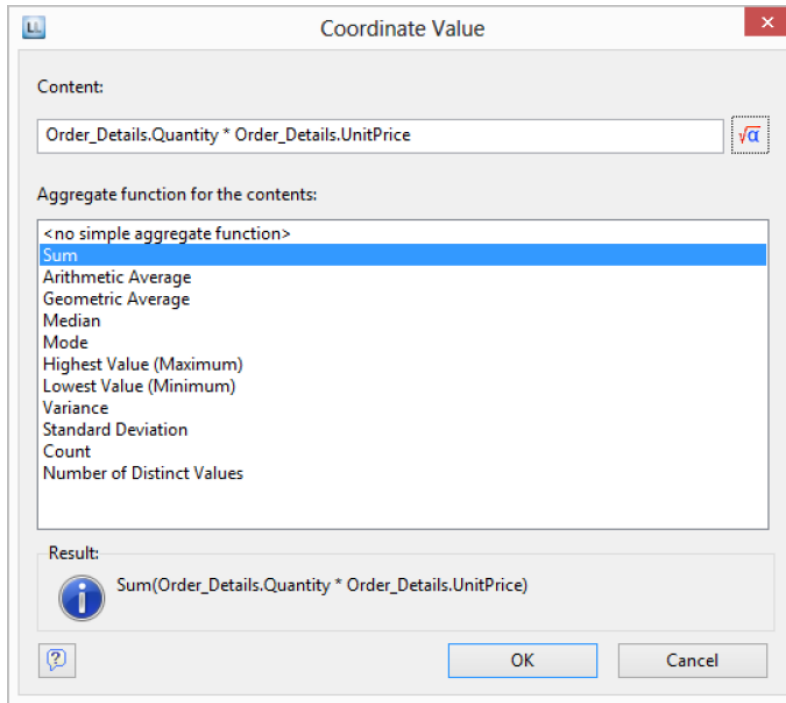 Coordinate Value
Content:
Order_Details.Quantity * Order_Details.UnitPrice
√α
Aggregate function for the contents:
<no simple aggregate function>
Sum
Arithmetic Average
Geometric Average
Median
Mode
Highest Value (Maximum)
Lowest Value (Minimum)
Variance
Standard Deviation
Count
Number of Distinct Values
Result:
Sum(Order_Details.Quantity * Order_Details.UnitPrice)
OK Cancel